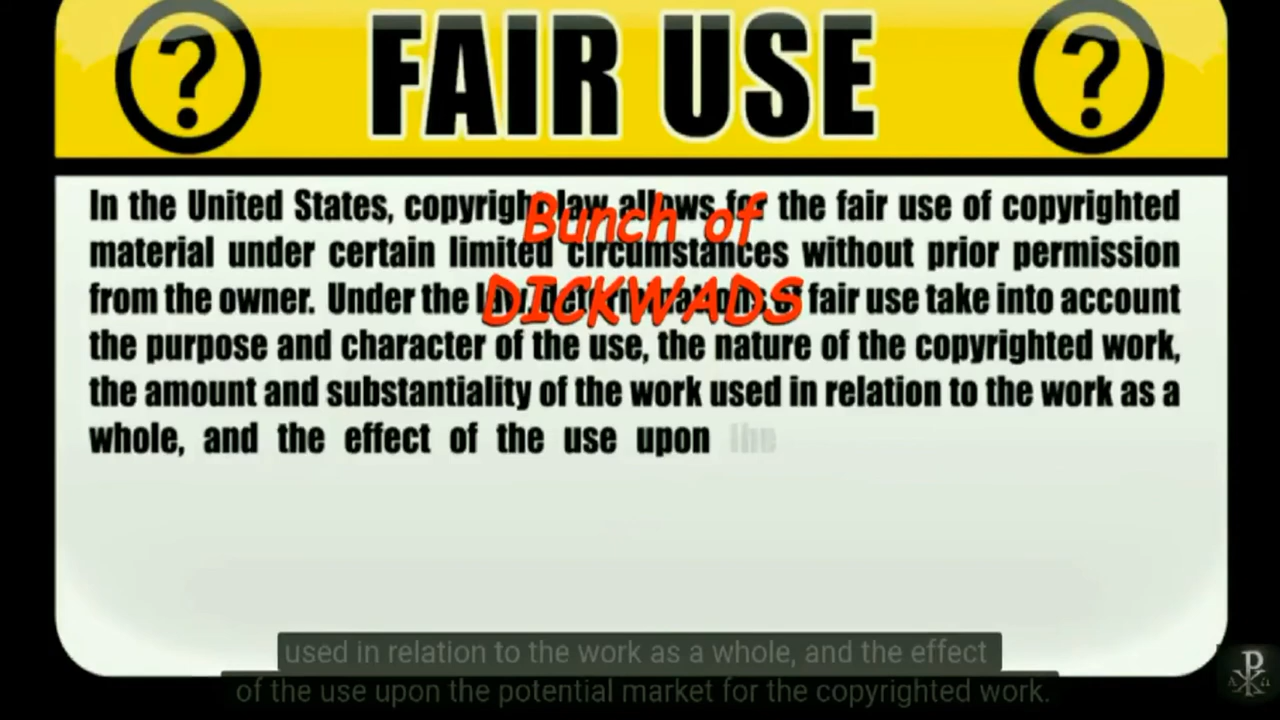 ? FAIR USE ?
In the United States, copyright law allows for the fair use of copyrighted
Bunch of
material under certain limited circumstances without prior permission
DICKWADS
from the owner. Under the law, determinations of fair use take into account
the purpose and character of the use, the nature of the copyrighted work,
the amount and substantiality of the work used in relation to the work as a
whole, and the effect of the use upon the
used in relation to the work as a whole, and the effect
of the use upon the potential market for the copyrighted work.